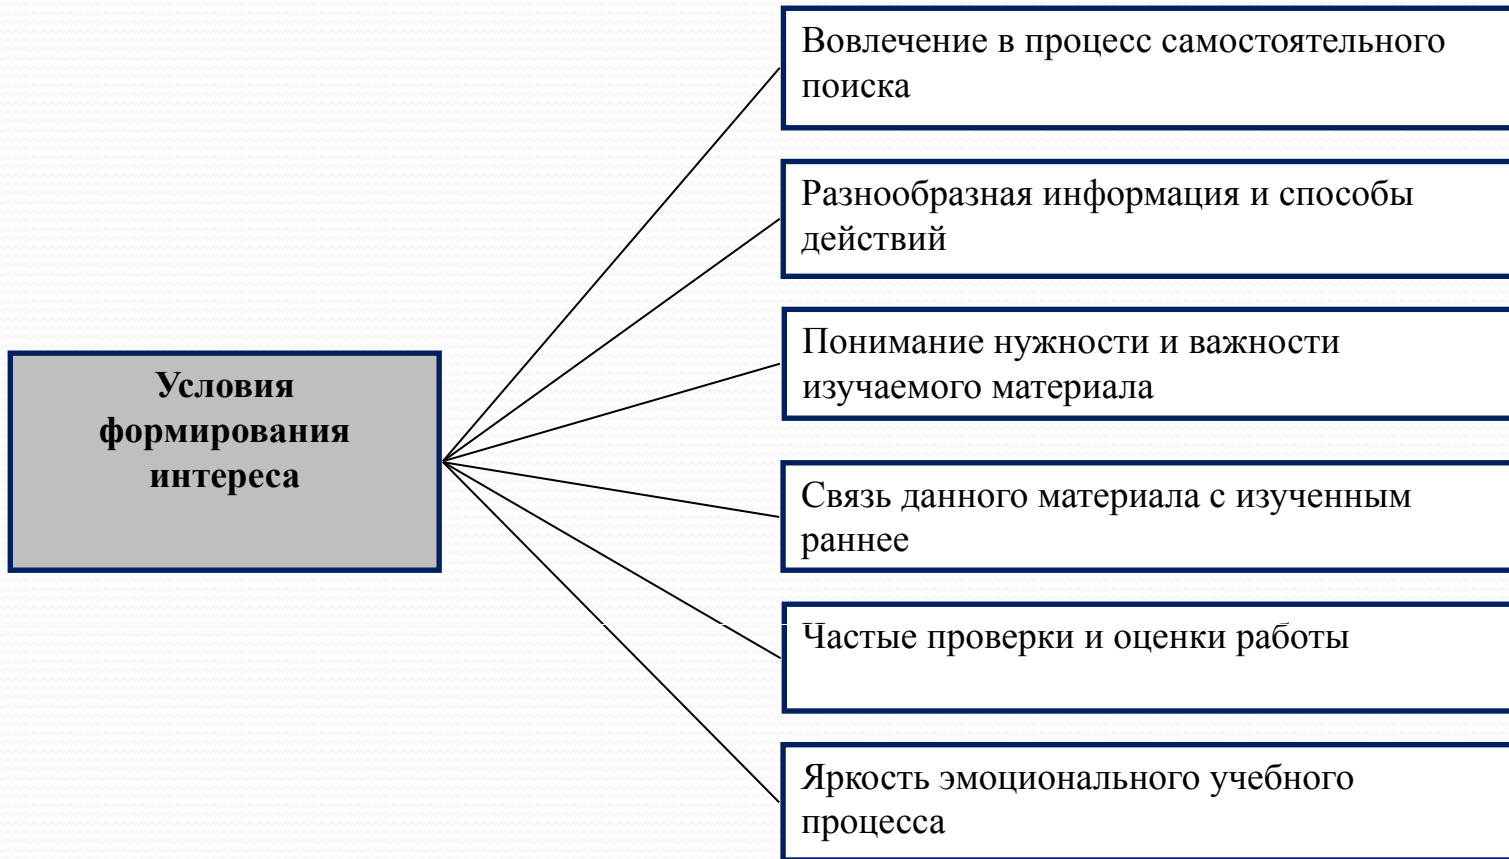 Условия
формирования
интереса
Вовлечение в процесс самостоятельного
поиска
Разнообразная информация и способы
действий
Понимание нужности и важности
изучаемого материала
Связь данного материала с изученным
раннее
Частые проверки и оценки работы
Яркость эмоционального учебного
процесса